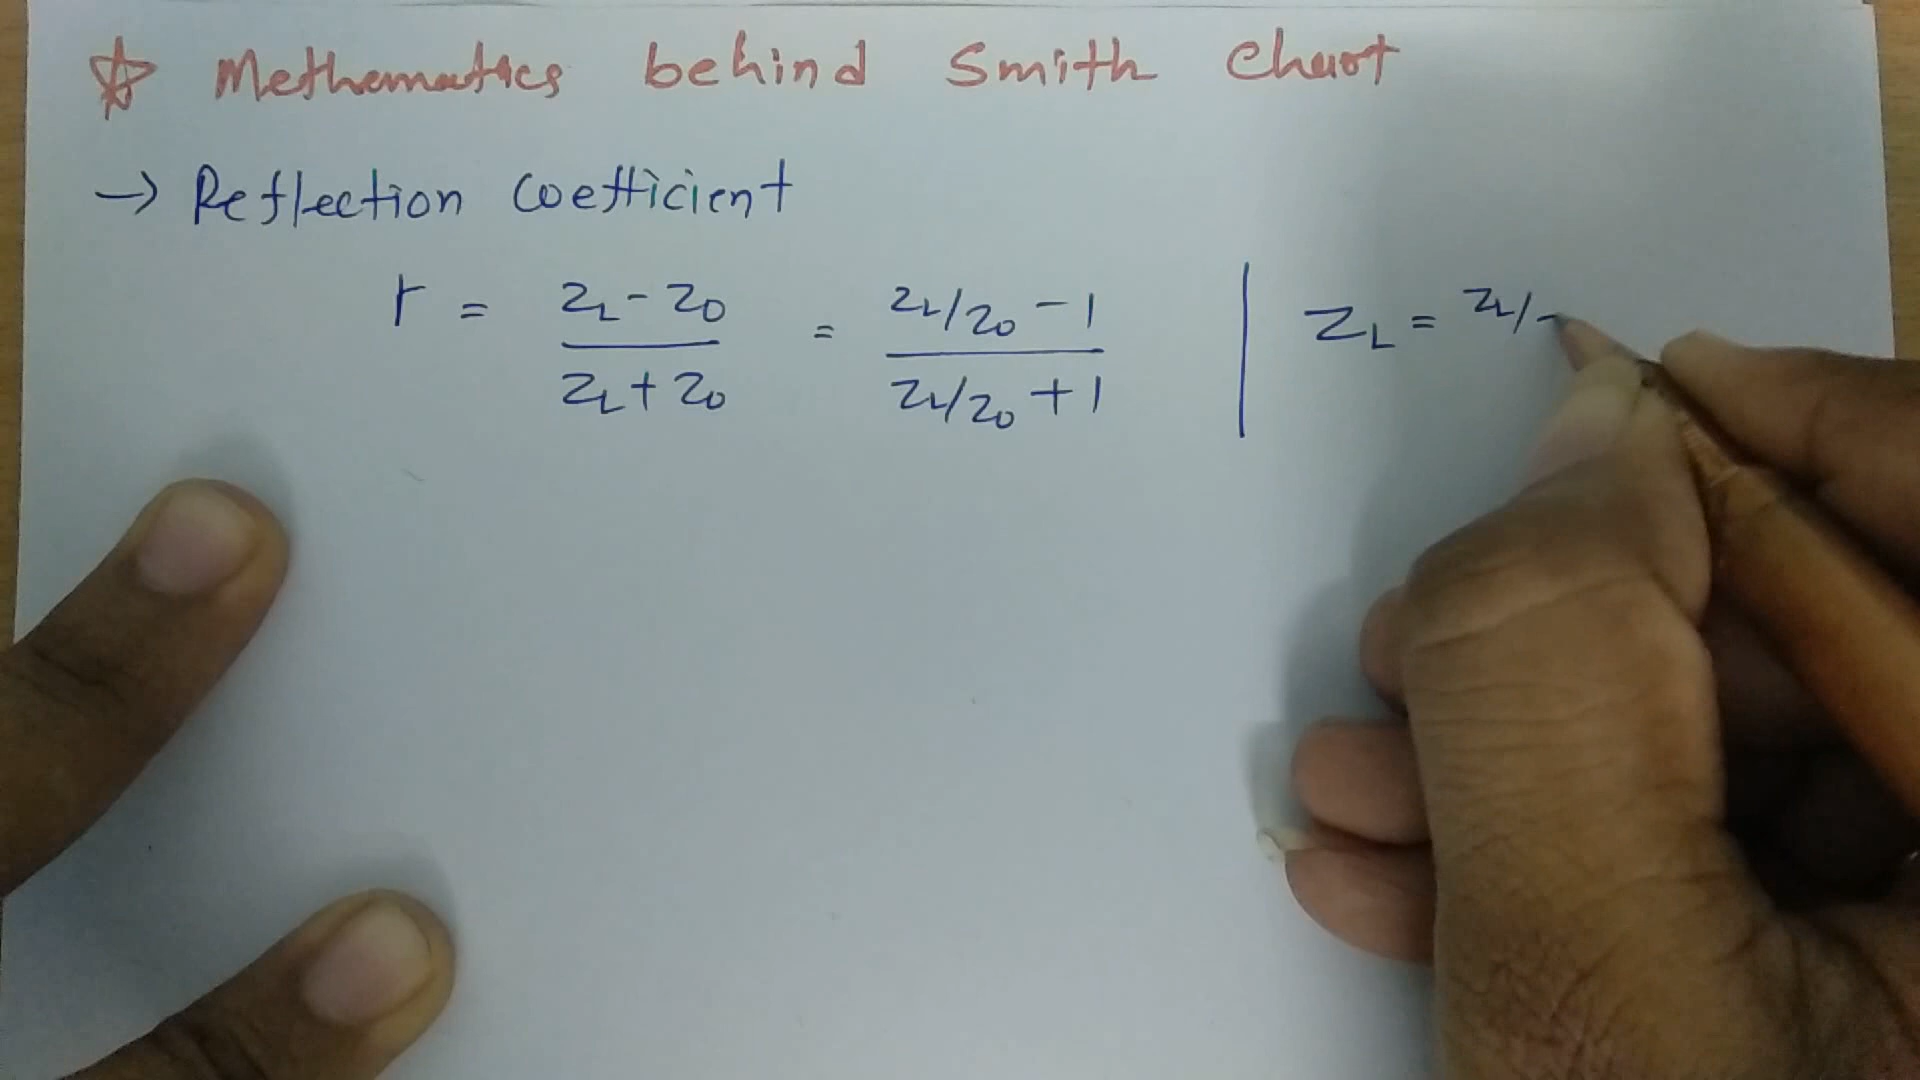 ☆ Methematics behind Smith Chart
→ Reflection coefficient
Γ = (ZL - Z0) / (ZL + Z0) = (ZL/Z0 - 1) / (ZL/Z0 + 1) | ZL = ZL/